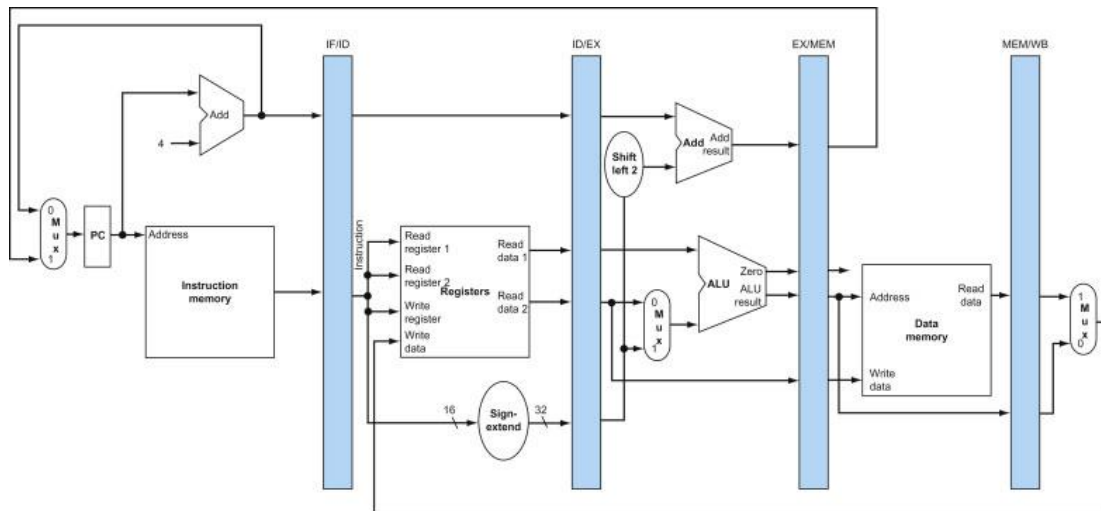 IF/ID
ID/EX
EX/MEM
MEM/WB
Add
4
Add
Add
result
Shift
left 2
0
M
u
x
1
PC
Address
Instruction
memory
Instruction
Read
register 1
Read
register 2
Write
register
Write
data
Registers
Read
data 1
Read
data 2
0
M
u
x
1
ALU
Zero
ALU
result
Address
Read
data
Data
memory
Write
data
1
M
u
x
0
16
Sign-
extend
32